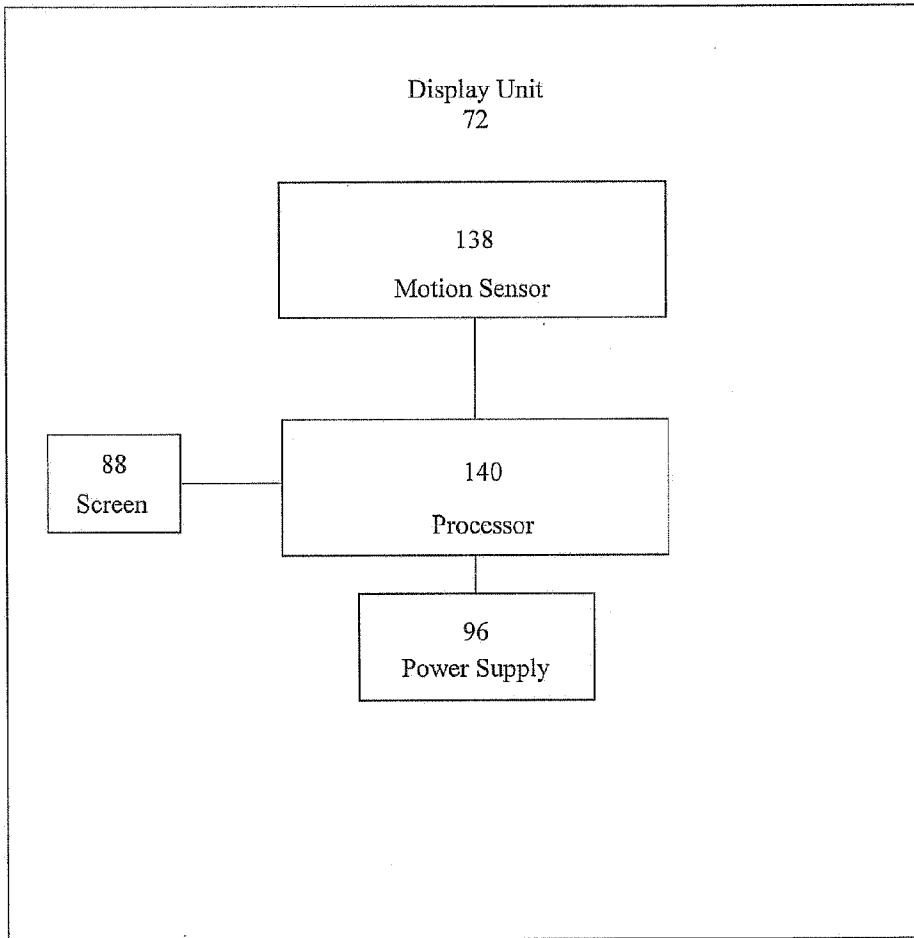 Display Unit
72
138
Motion Sensor
88
Screen
140
Processor
96
Power Supply